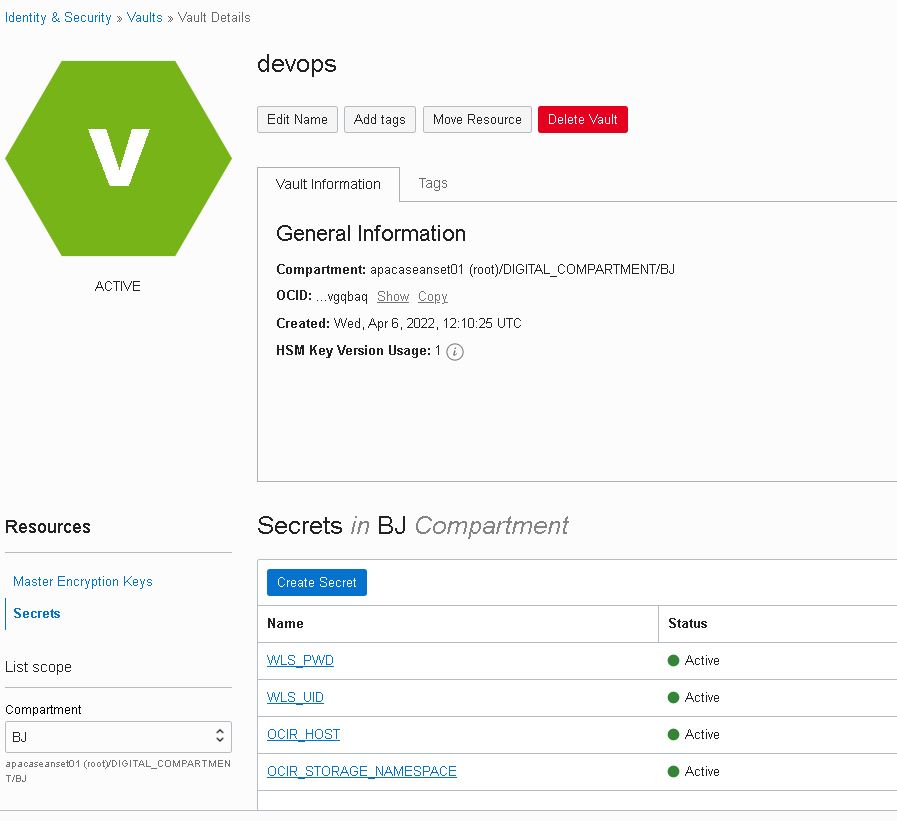 Identity & Security » Vaults » Vault Details
V
ACTIVE
devops
Edit Name Add tags Move Resource Delete Vault
Vault Information Tags
General Information
Compartment: apacaseanset01 (root)/DIGITAL_COMPARTMENT/BJ
OCID: ...vgqbaq Show Copy
Created: Wed, Apr 6, 2022, 12:10:25 UTC
HSM Key Version Usage: 1 i
Resources
Master Encryption Keys
Secrets
List scope
Compartment
BJ
apacaseanset01 (root)/DIGITAL_COMPARTMEN
T/BJ
Secrets in BJ Compartment
Create Secret
Name Status
WLS_PWD Active
WLS_UID Active
OCIR_HOST Active
OCIR_STORAGE_NAMESPACE Active